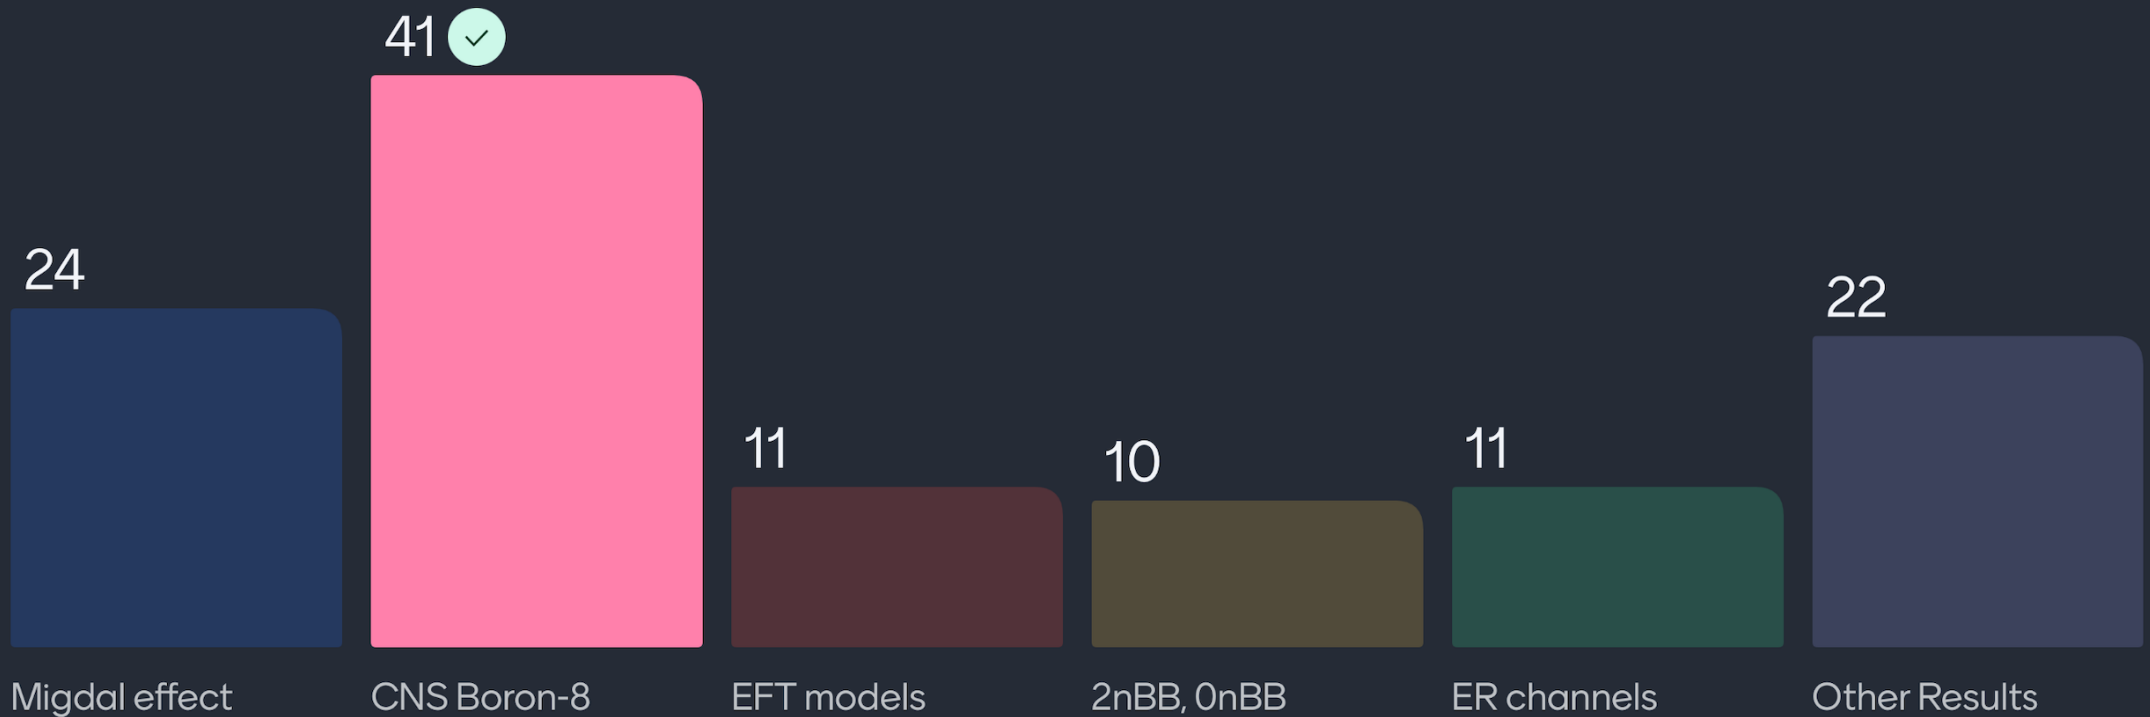 41
24
22
11
10
11
Migdal effect
CNS Boron-8
EFT models
2nBB, 0nBB
ER channels
Other Results